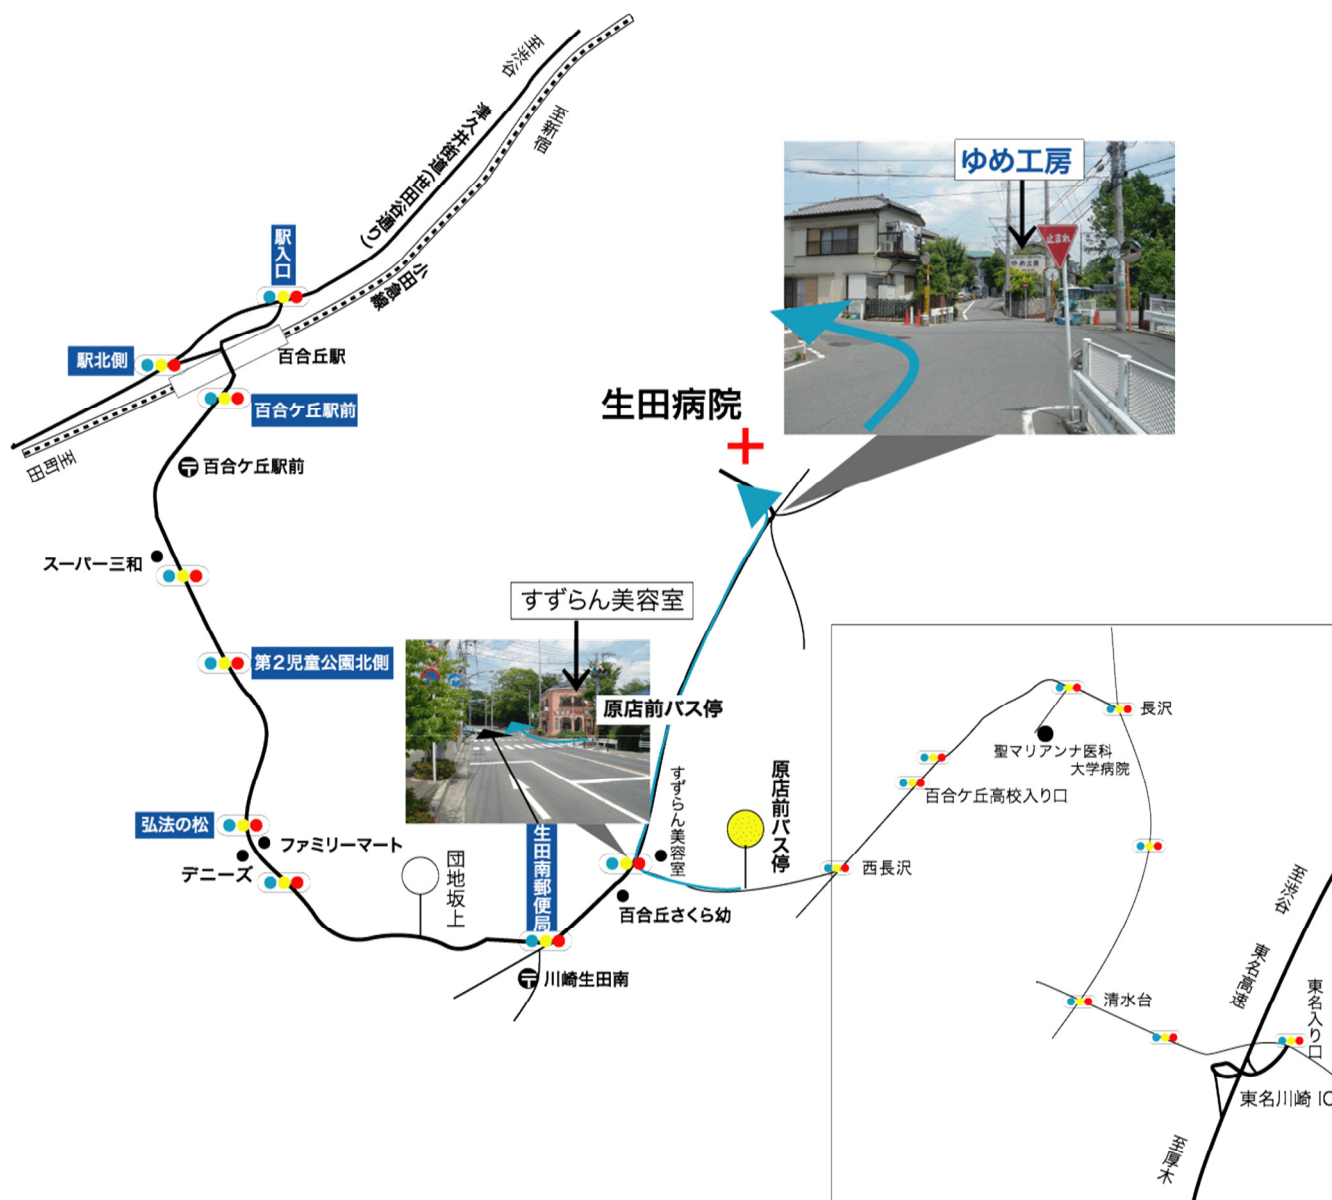 至渋谷
至新宿
津久井街道(世田谷通り)
小田急線
駅入口
駅北側
百合丘駅
百合ケ丘駅前
至町田
百合ケ丘駅前
スーパー三和
第2児童公園北側
弘法の松
ファミリーマート
デニーズ
団地坂上
生田南郵便局
川崎生田南
百合丘さくら幼
すずらん美容室
すずらん美容室
原店前バス停
原店前バス停
生田病院
ゆめ工房
ゆめ工房
止まれ
西長沢
百合ケ丘高校入り口
聖マリアンナ医科
大学病院
長沢
清水台
至渋谷
東名高速
東名入り口
東名川崎 IC
至厚木